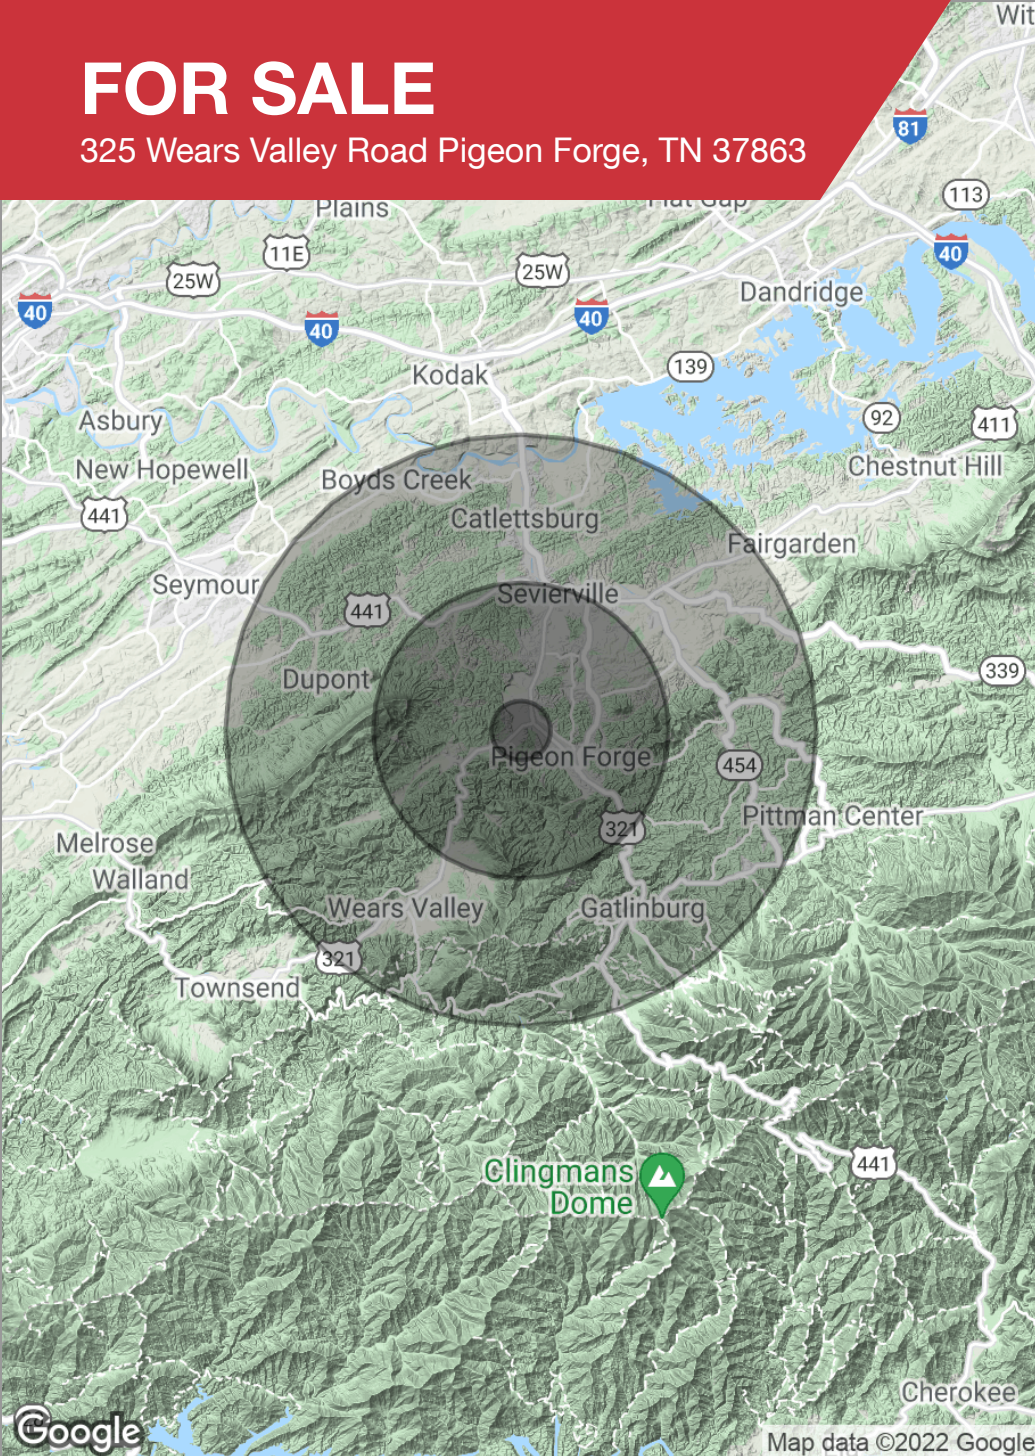 FOR SALE
325 Wears Valley Road Pigeon Forge, TN 37863
81
113
Plains
11E
25W
25W
40
40
40
40
Dandridge
Kodak
139
Asbury
92
411
New Hopewell
Boyds Creek
Chestnut Hill
441
Catlettsburg
Fairgarden
Seymour
Sevierville
441
Dupont
339
Pigeon Forge
454
321
Pittman Center
Melrose
Walland
Wears Valley
Gatlinburg
321
Townsend
Clingmans
Dome
441
Cherokee
Google
Map data ©2022 Google